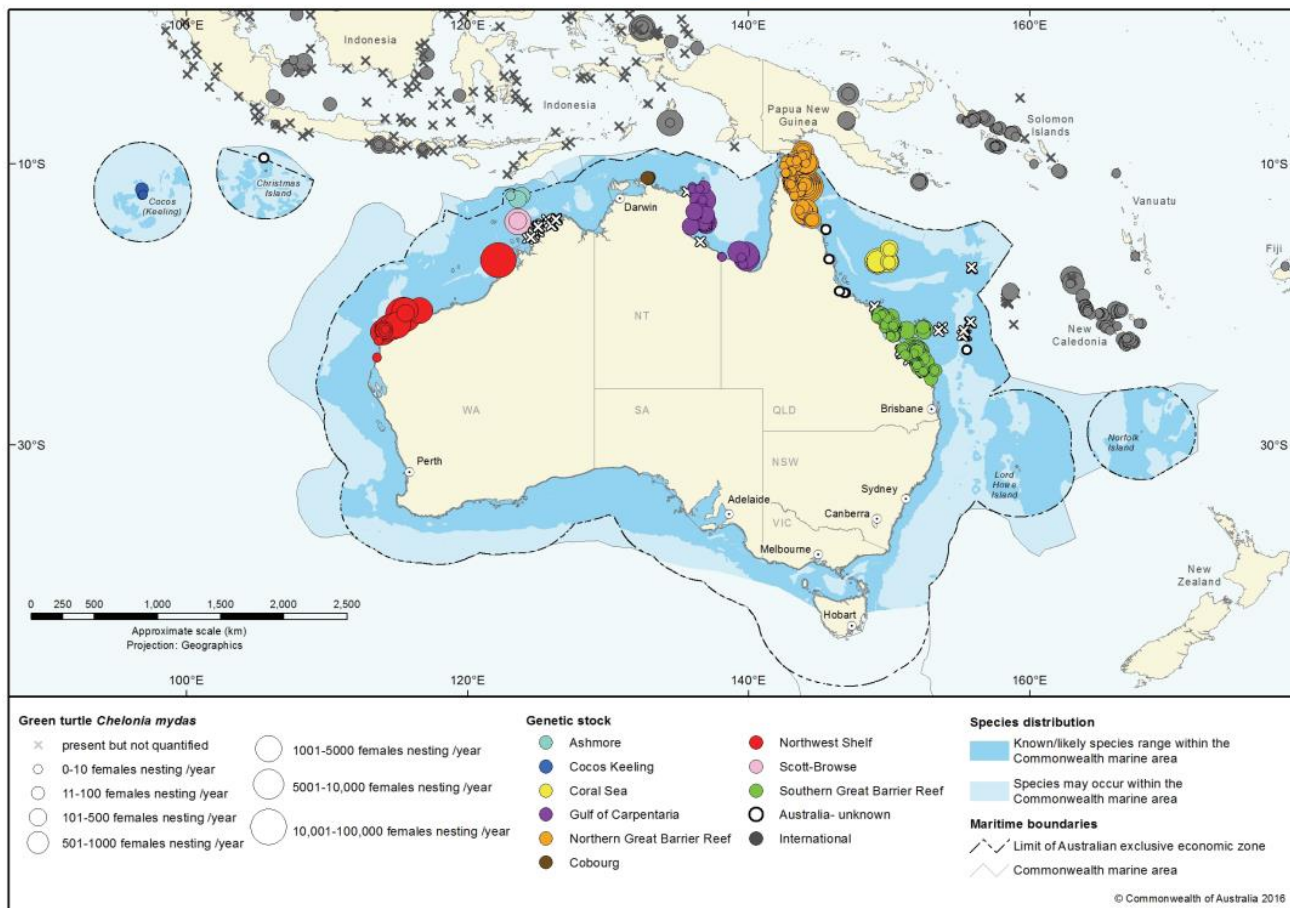 100°E
120°E
140°E
160°E
Indonesia
Indonesia
Papua New
Guinea
Solomon
Islands
10°S
10°S
Christmas
Island
Cocos
(Keeling)
Darwin
Vanuatu
Fiji
NT
New
Caledonia
WA
SA
QLD
Brisbane
30°S
30°S
Norfolk
Island
Lord
Howe
Island
Perth
NSW
Sydney
Adelaide
Canberra
VIC
Melbourne
New
Zealand
Hobart
0 250 500 1,000 1,500 2,000 2,500
Approximate scale (km)
Projection: Geographics
100°E
120°E
140°E
160°E
Green turtle Chelonia mydas
present but not quantified
0-10 females nesting /year
11-100 females nesting /year
101-500 females nesting /year
501-1000 females nesting /year
1001-5000 females nesting /year
5001-10,000 females nesting /year
10,001-100,000 females nesting /year
Genetic stock
Ashmore
Cocos Keeling
Coral Sea
Gulf of Carpentaria
Northern Great Barrier Reef
Cobourg
Northwest Shelf
Scott-Browse
Southern Great Barrier Reef
Australia- unknown
International
Species distribution
Known/likely species range within the
Commonwealth marine area
Species may occur within the
Commonwealth marine area
Maritime boundaries
Limit of Australian exclusive economic zone
Commonwealth marine area
© Commonwealth of Australia 2016